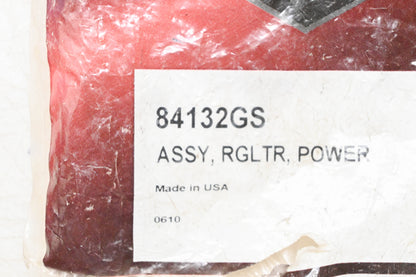 84132GS
ASSY, RGLTR, POWER
Made in USA
0610